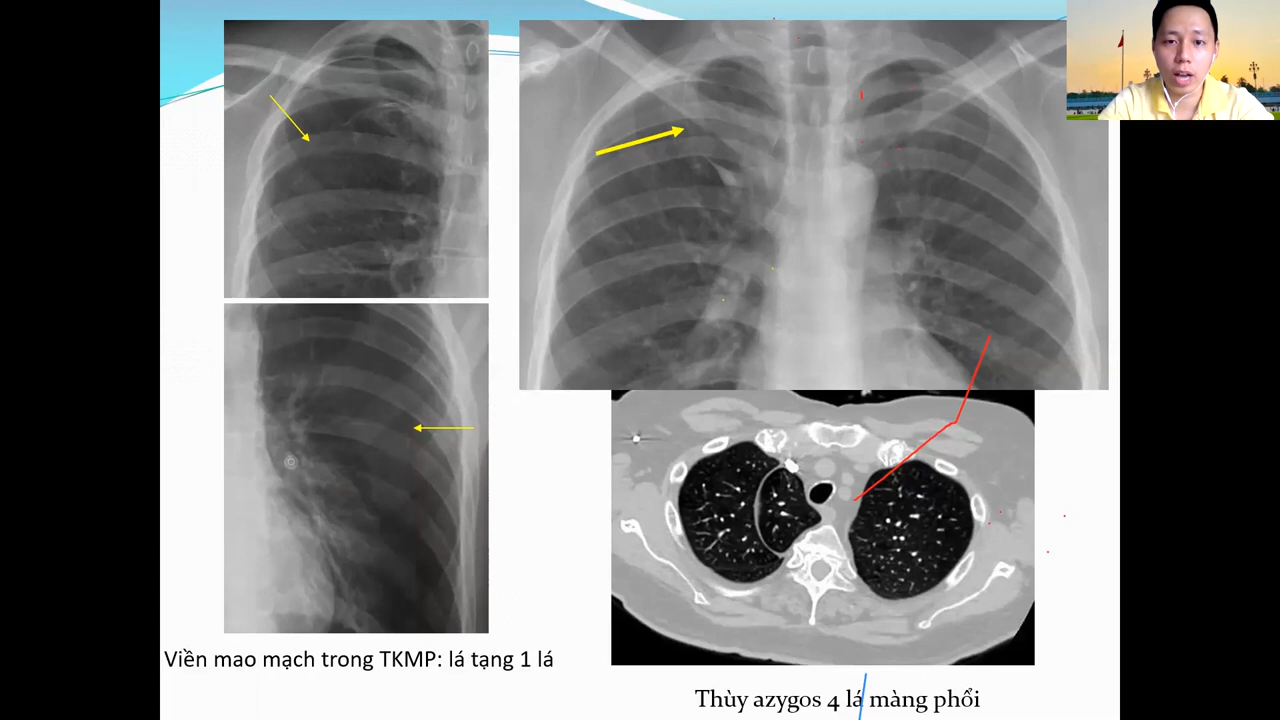 Viền mao mạch trong TKMP: lá tạng 1 lá
Thùy azygos 4 lá màng phổi